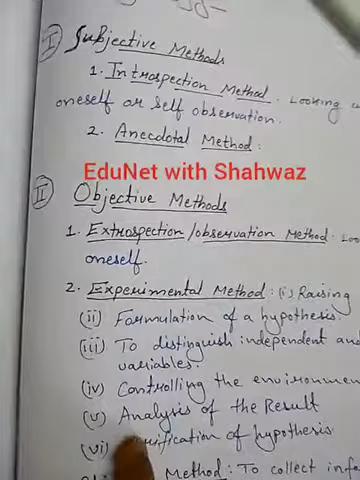 I Subjective Methods
1. Introspection Method. Looking
oneself or self observation.
2. Anecdotal Method:
EduNet with Shahwaz
II Objective Methods
1. Extrospection/observation Method:
oneself.
2. Experimental Method: (i) Raising
(ii) Formulation of a hypothesis.
(iii) To distinguish independent and
variables.
(iv) Controlling the
(v) Analysis of the Result
(vi) of hypothesis
Method: To collect